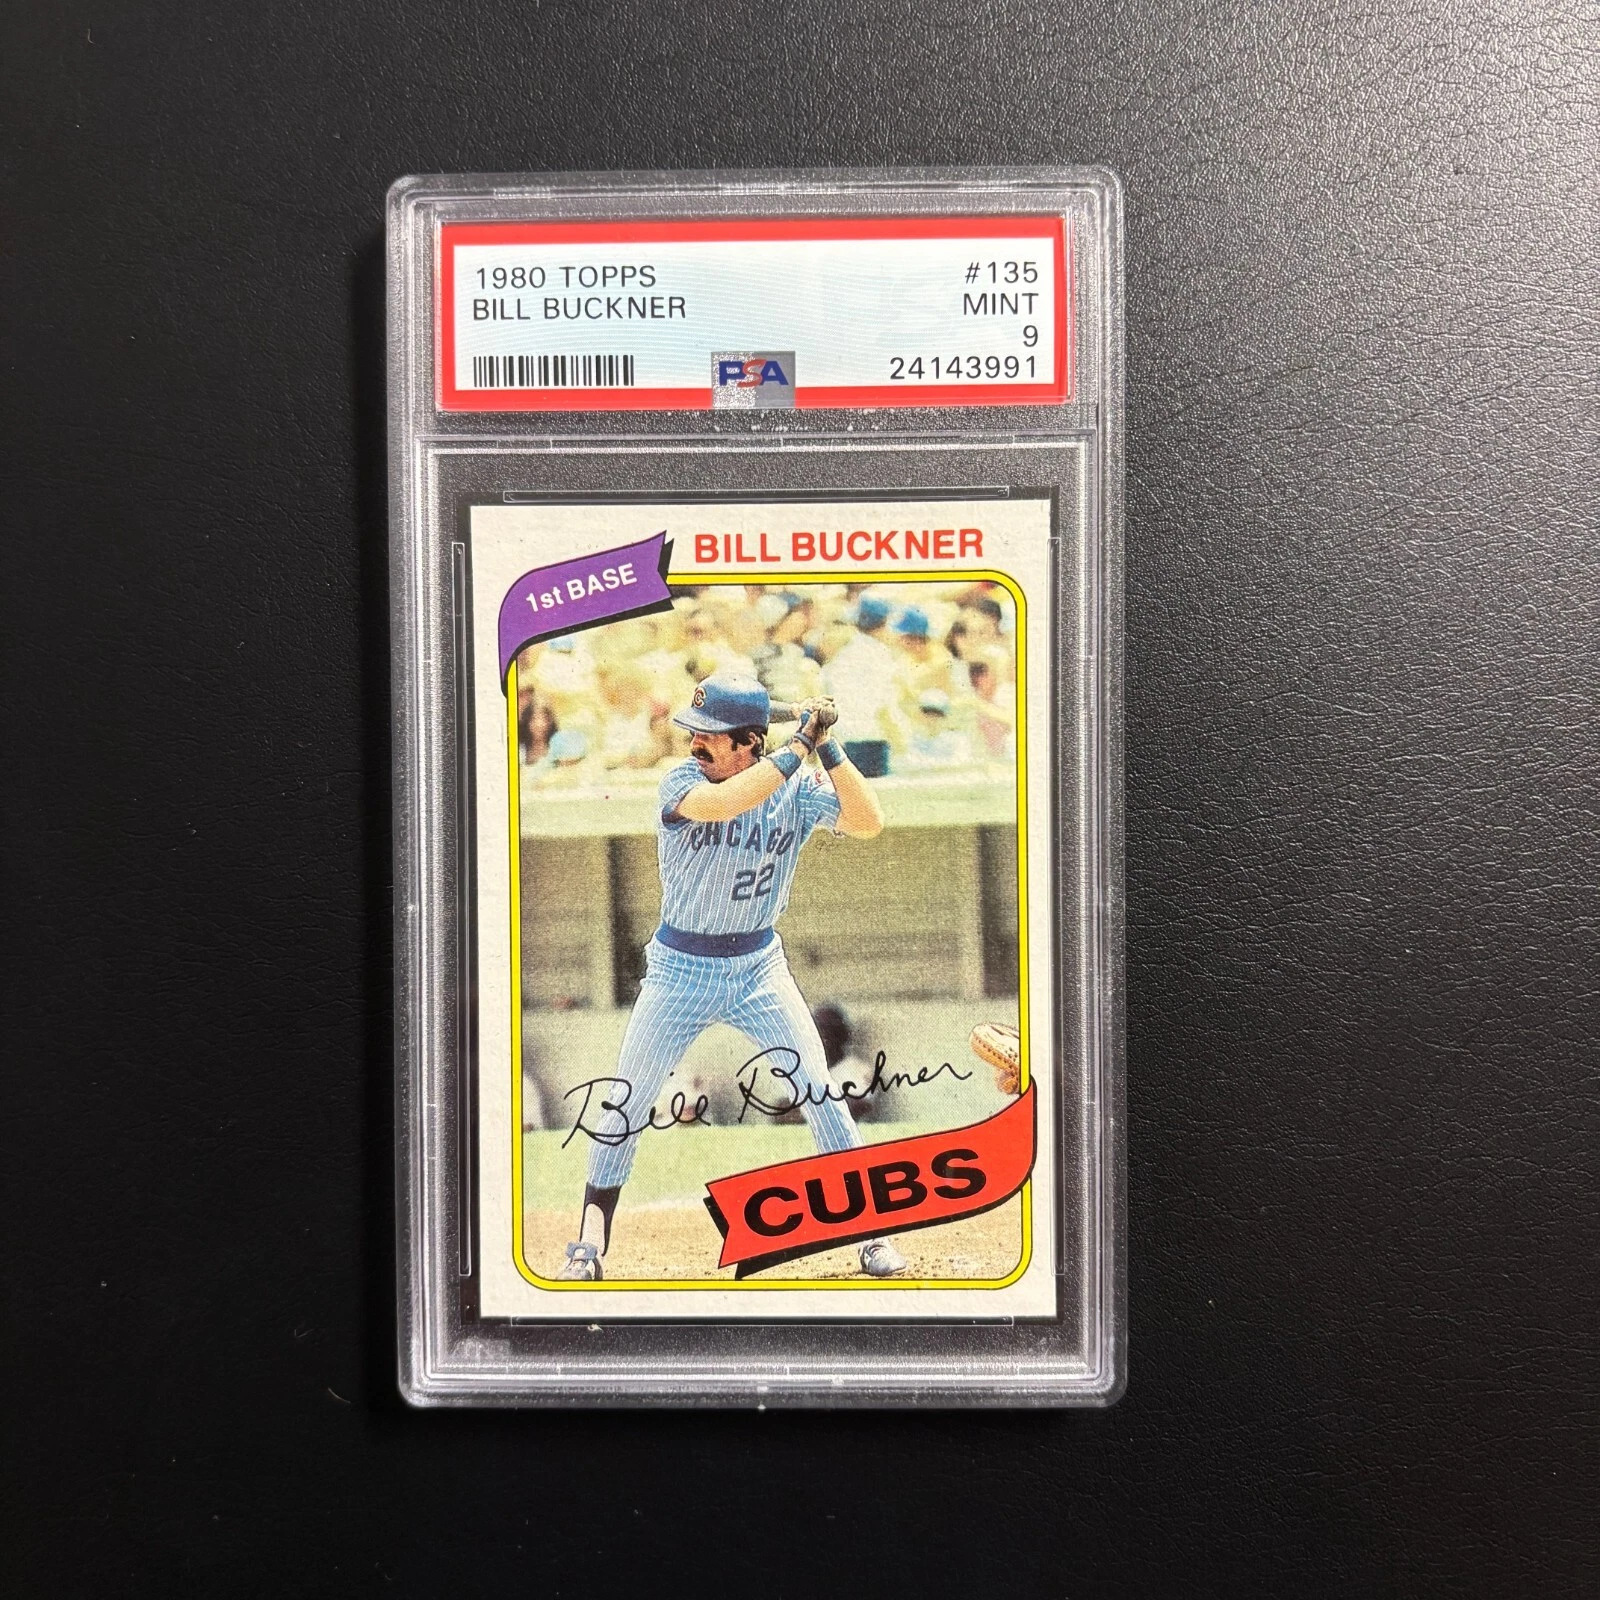 1980 TOPPS #135
BILL BUCKNER MINT
9
PSA 24143991
BILL BUCKNER
1st BASE
C
CHICAGO
22
Bill Buckner
CUBS